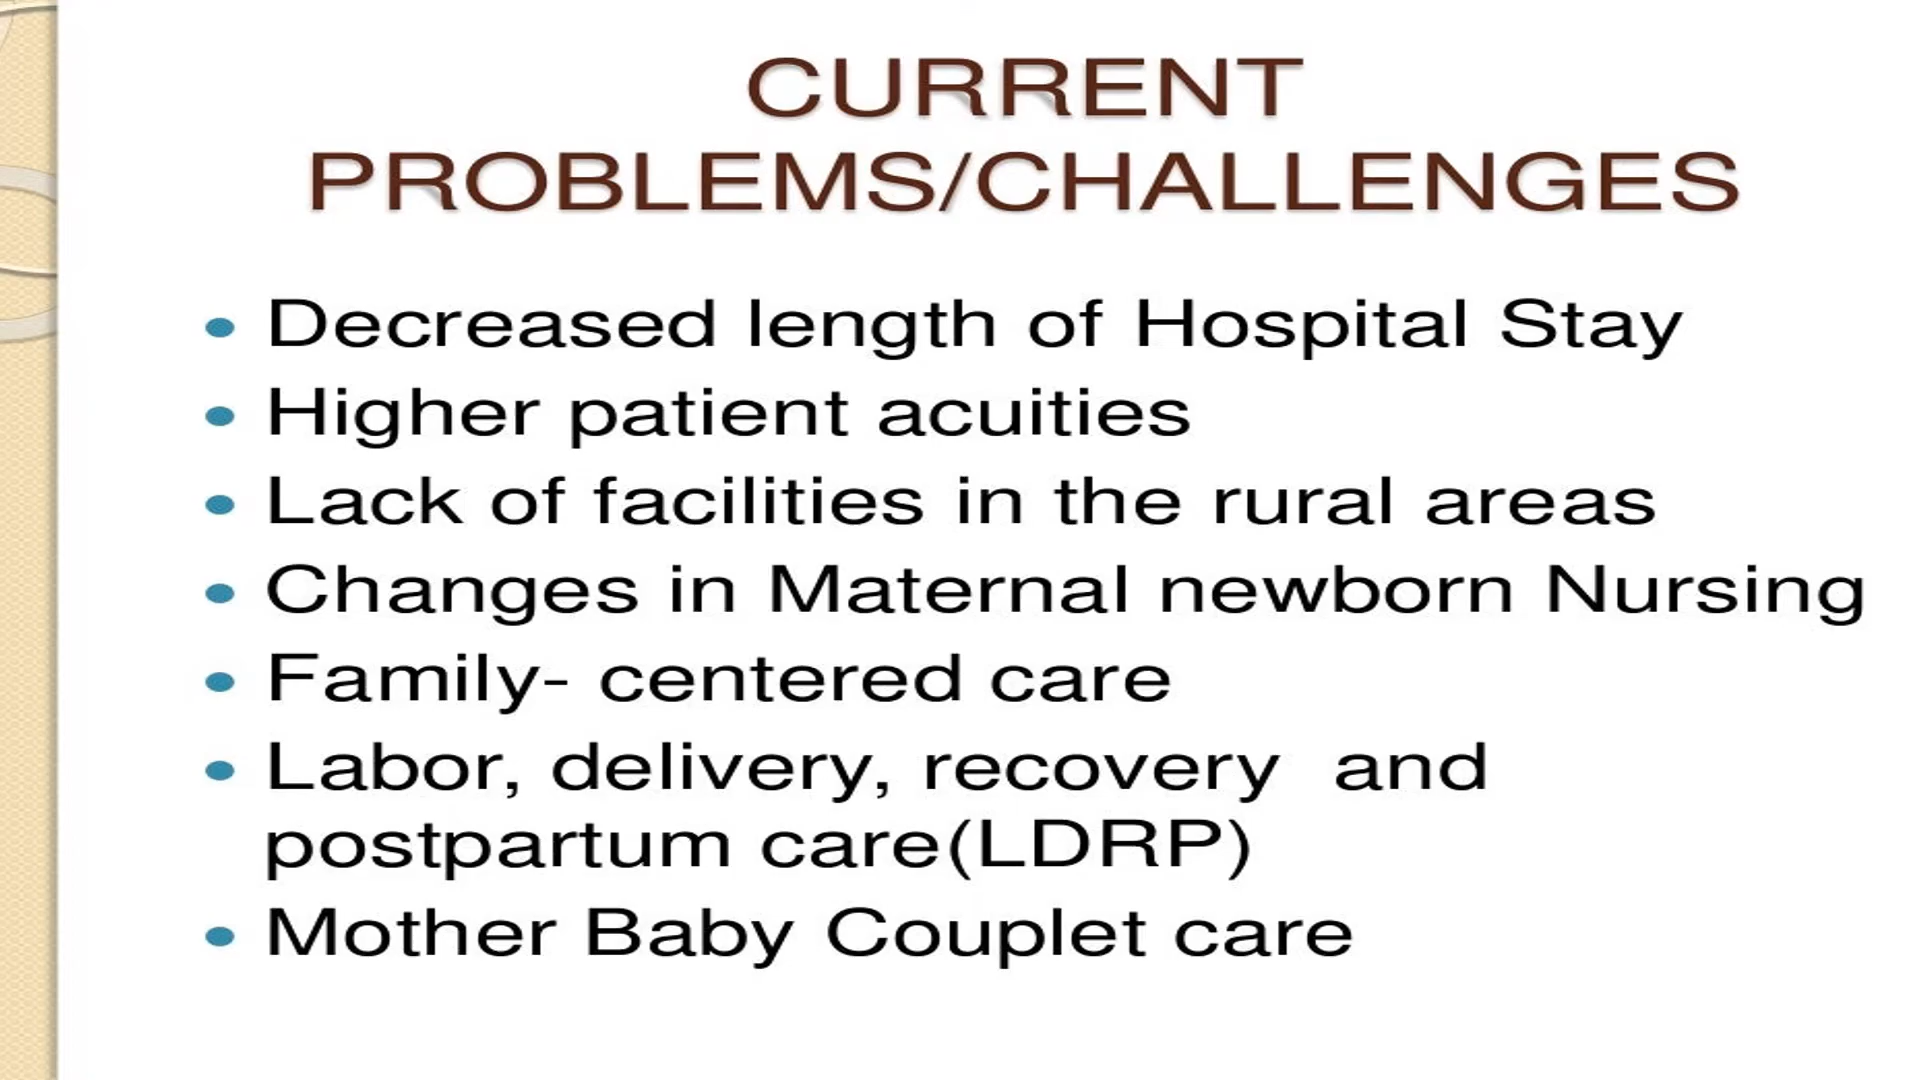 CURRENT
PROBLEMS/CHALLENGES
• Decreased length of Hospital Stay
• Higher patient acuities
• Lack of facilities in the rural areas
• Changes in Maternal newborn Nursing
• Family- centered care
• Labor, delivery, recovery  and
postpartum care(LDRP)
• Mother Baby Couplet care